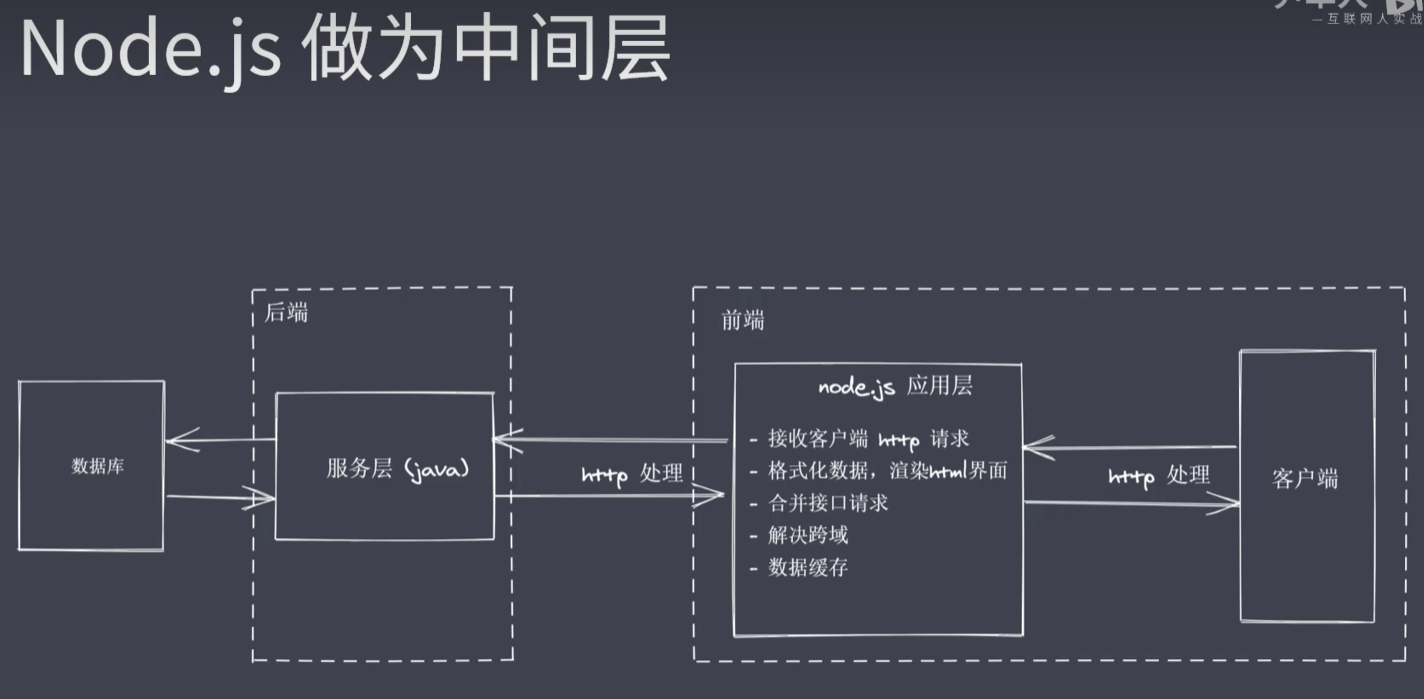 Node.js 做为中间层
一互联网人实战
后端
前端
数据库
服务层 (java)
http 处理
node.js 应用层
- 接收客户端 http 请求
- 格式化数据，渲染html界面
- 合并接口请求
- 解决跨域
- 数据缓存
http 处理
客户端